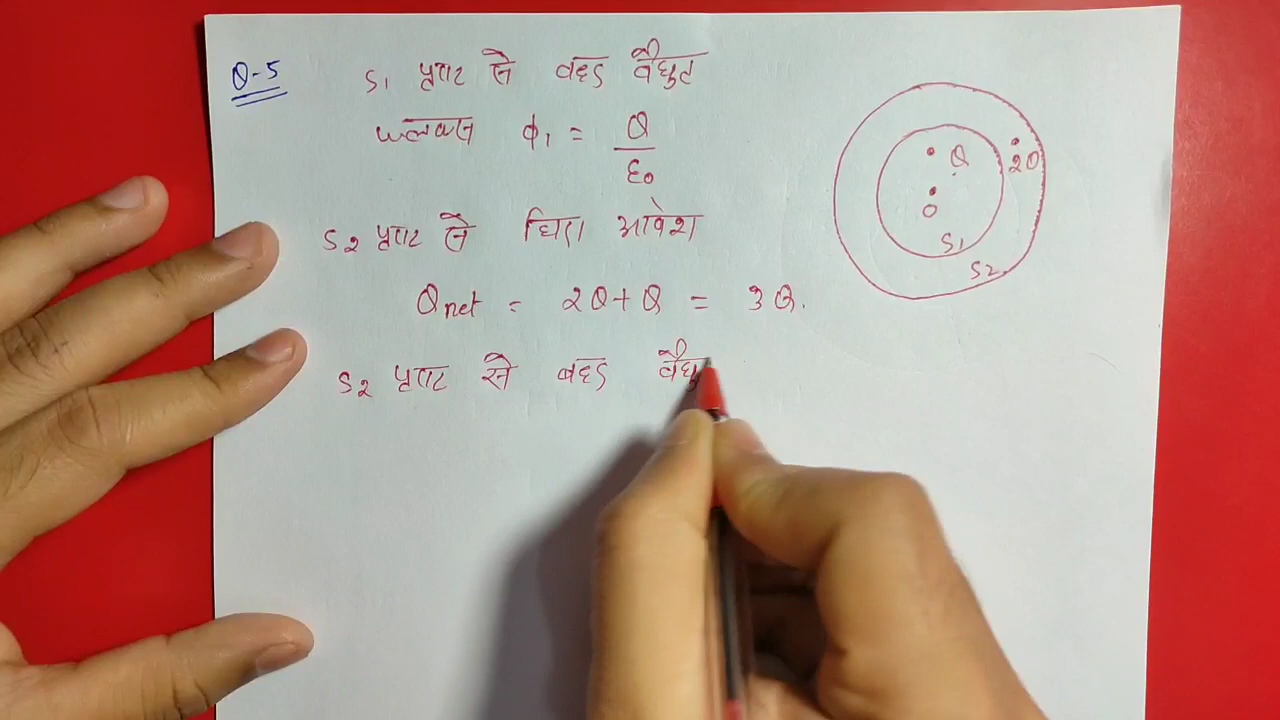 Q-5
S1 पृष्ठ से बद्ध वैद्युत
फ्लक्स ϕ1 = Q/ε0
S2 पृष्ठ से घिरा आवेश
Qnet = 2Q+Q = 3Q.
S2 पृष्ठ से बद्ध वैद्यु
Q
2Q
O
S1
S2